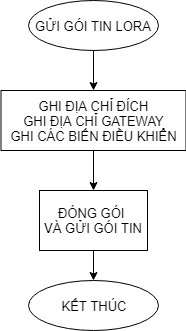 GỬI GÓI TIN LORA
GHI ĐỊA CHỈ ĐÍCH
GHI ĐỊA CHỈ GATEWAY
GHI CÁC BIẾN ĐIỀU KHIỂN
ĐÓNG GÓI
VÀ GỬI GÓI TIN
KẾT THÚC